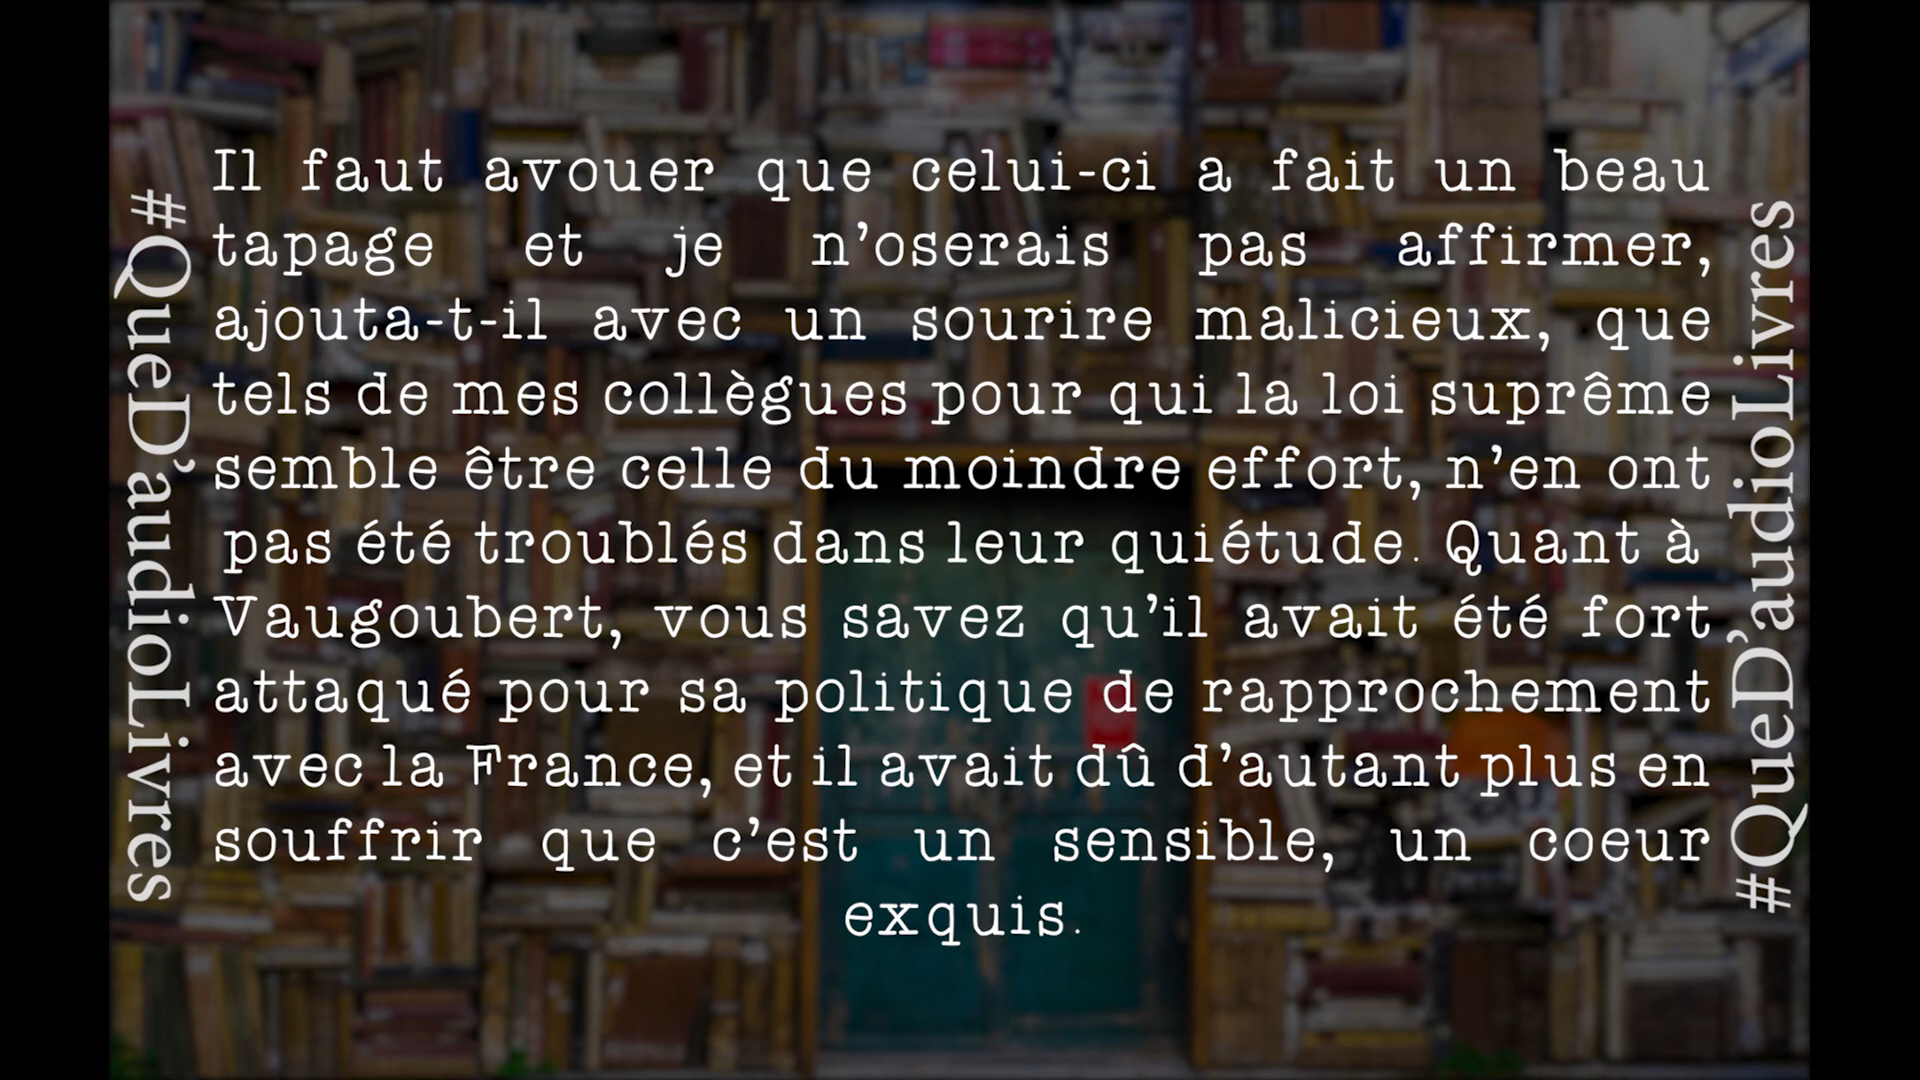 #QueD'audioLivres
Il faut avouer que celui-ci a fait un beau
tapage et je n’oserais pas affirmer,
ajouta-t-il avec un sourire malicieux, que
tels de mes collègues pour qui la loi suprême
semble être celle du moindre effort, n’en ont
pas été troublés dans leur quiétude. Quant à
Vaugoubert, vous savez qu’il avait été fort
attaqué pour sa politique de rapprochement
avec la France, et il avait dû d’autant plus en
souffrir que c’est un sensible, un coeur
exquis.
#QueD'audioLivres